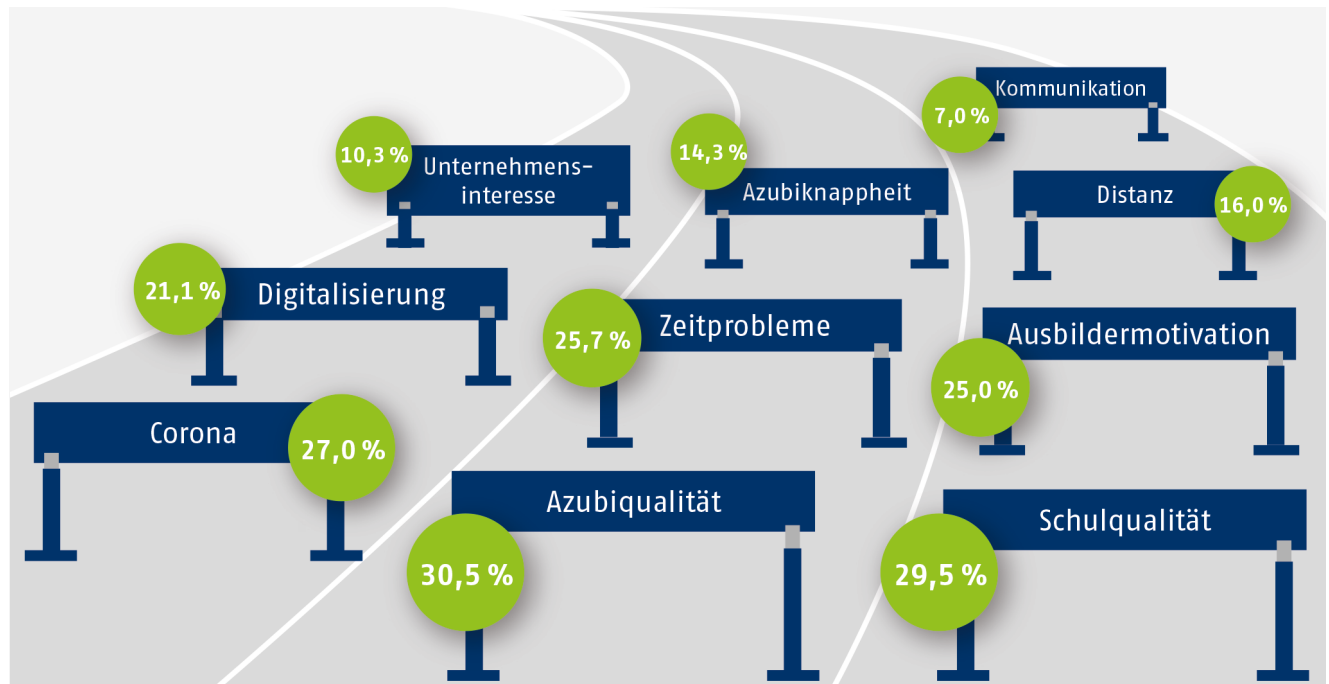 Kommunikation
7,0 %
10,3 %
Unternehmens-
interesse
14,3 %
Azubiknappheit
Distanz
16,0 %
21,1 %
Digitalisierung
25,7 %
Zeitprobleme
Ausbildermotivation
25,0 %
Corona
27,0 %
Azubiqualität
30,5 %
Schulqualität
29,5 %